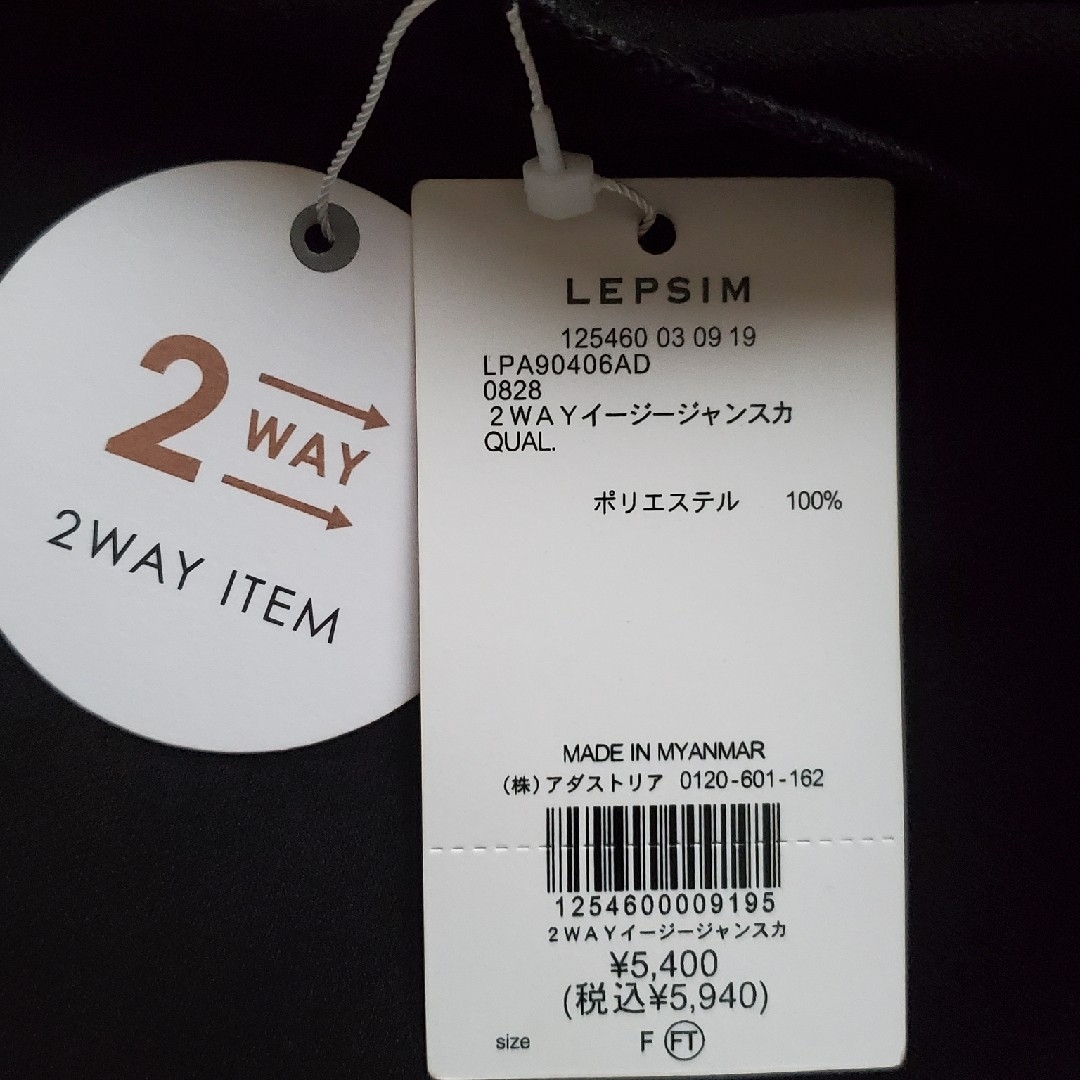 2 WAY
2WAY ITEM
LEPSIM
125460 03 09 19
LPA90406AD
0828
2WAYイージージャンスカ
QUAL.
ポリエステル 100%
MADE IN MYANMAR
(株)アダストリア 0120-601-162
1254600009195
2WAYイージージャンスカ
¥5,400
(税込¥5,940)
size F FT